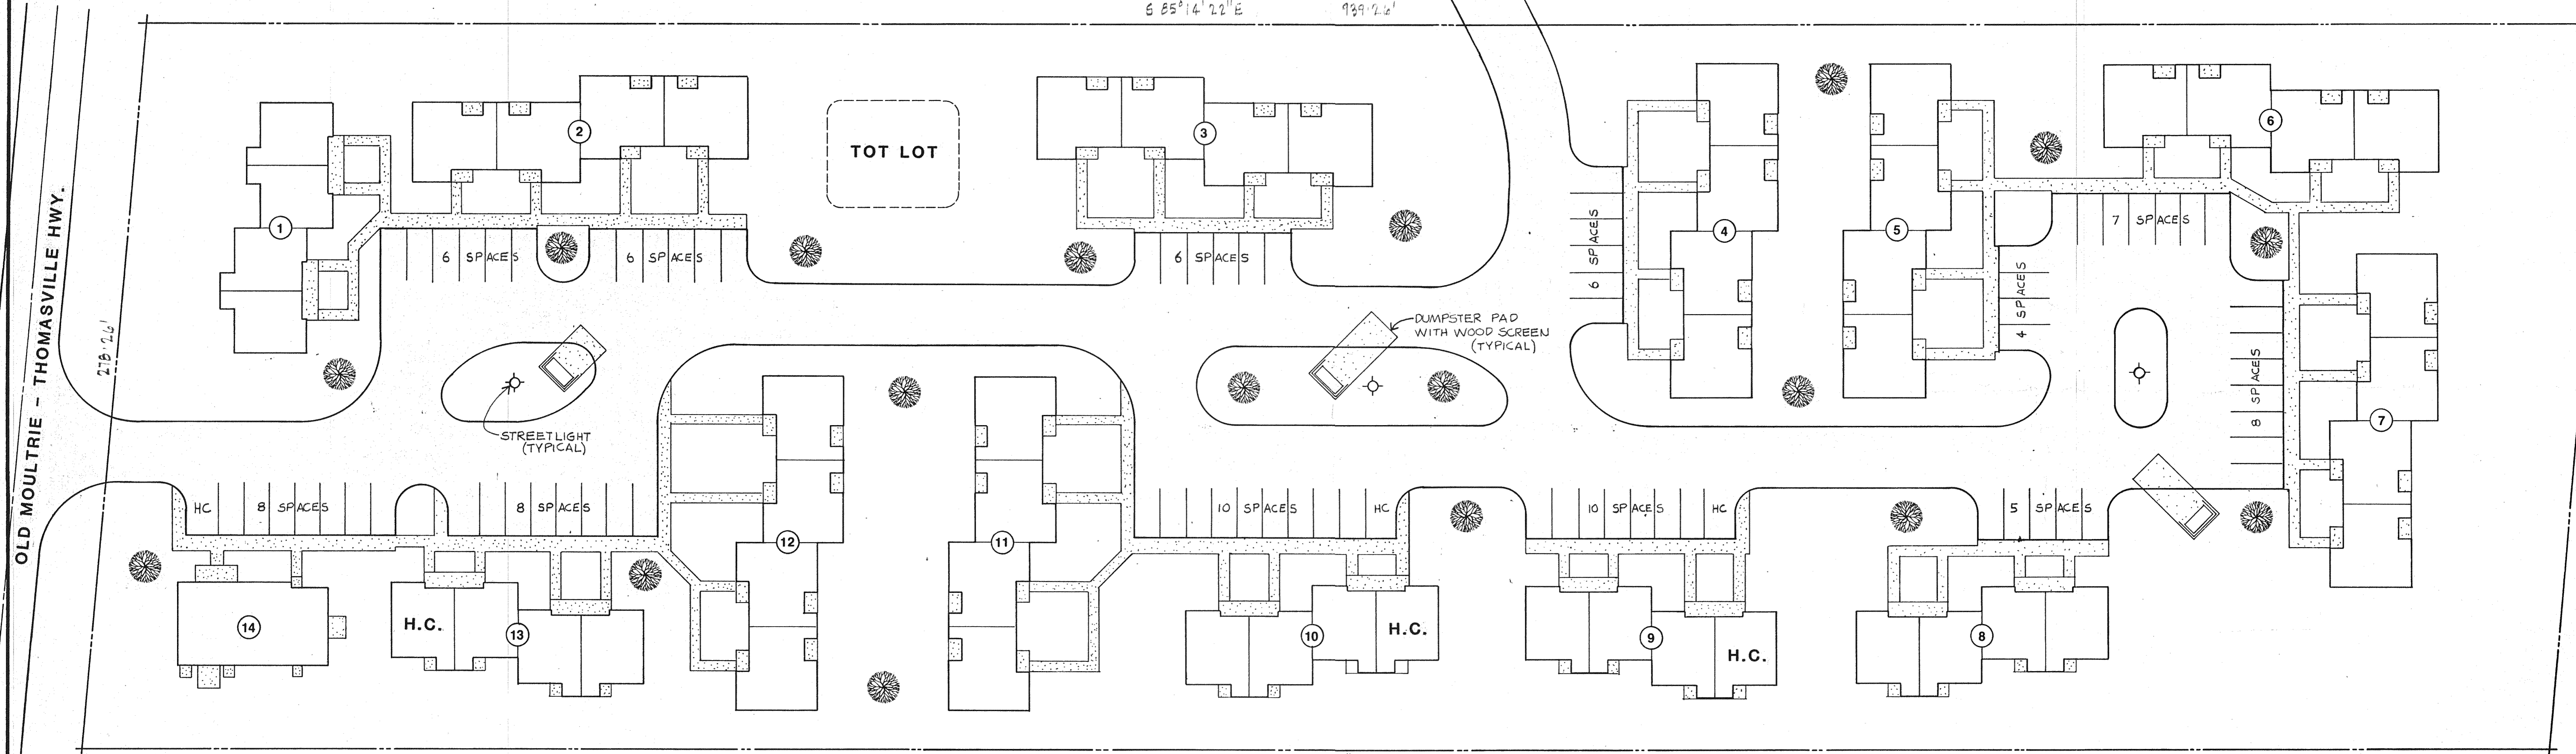 S 85°14'22"E 939.26'
OLD MOULTRIE - THOMASVILLE HWY.
278.26'
1
2
TOT LOT
3
4
5
6
7
6 SPACES
6 SPACES
6 SPACES
6 SPACES
4 SPACES
7 SPACES
8 SPACES
DUMPSTER PAD
WITH WOOD SCREEN
(TYPICAL)
STREETLIGHT
(TYPICAL)
HC 8 SPACES
8 SPACES
10 SPACES HC
10 SPACES HC
5 SPACES
14
H.C.
13
12
11
10
H.C.
9
H.C.
8